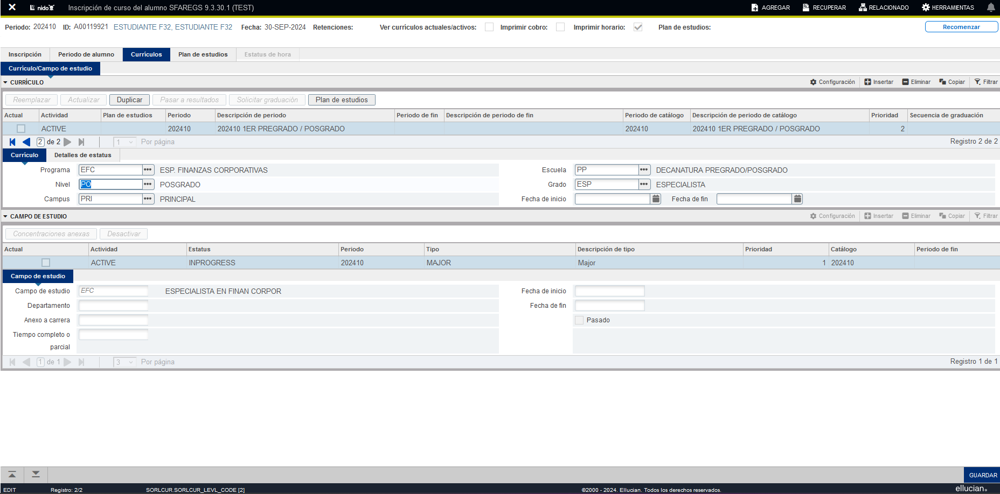 nido Inscripción de curso del alumno SFAREGS 9.3.30.1 (TEST) AGREGAR RECUPERAR RELACIONADO HERRAMIENTAS
Periodo: 202410 ID: A00119921 ESTUDIANTE F32, ESTUDIANTE F32 Fecha: 30-SEP-2024 Retenciones: Ver currículos actuales/activos: Imprimir cobro: Imprimir horario: Plan de estudios: Recomenzar
Inscripción Periodo de alumno Currículos Plan de estudios Estatus de hora
Currículo/Campo de estudio
CURRÍCULO Configuración Insertar Eliminar Copiar Filtrar
Reemplazar Actualizar Duplicar Pasar a resultados Solicitar graduación Plan de estudios
Actual Actividad Plan de estudios Periodo Descripción de periodo Periodo de fin Descripción de periodo de fin Periodo de catálogo Descripción de periodo de catálogo Prioridad Secuencia de graduación
ACTIVE 202410 202410 1ER PREGRADO / POSGRADO 202410 202410 1ER PREGRADO / POSGRADO 2
2 de 2 1 Por página Registro 2 de 2
Currículo Detalles de estatus
Programa EFC ESP. FINANZAS CORPORATIVAS Escuela PP DECANATURA PREGRADO/POSGRADO
Nivel PO POSGRADO Grado ESP ESPECIALISTA
Campus PRI PRINCIPAL Fecha de inicio Fecha de fin
CAMPO DE ESTUDIO Configuración Insertar Eliminar Copiar Filtrar
Concentraciones anexas Desactivar
Actual Actividad Estatus Periodo Tipo Descripción de tipo Prioridad Catálogo Periodo de fin
ACTIVE INPROGRESS 202410 MAJOR Major 1 202410
Campo de estudio
Campo de estudio EFC ESPECIALISTA EN FINAN CORPOR Fecha de inicio
Departamento Fecha de fin
Anexo a carrera Pasado
Tiempo completo o
parcial
1 de 1 3 Por página Registro 1 de 1
GUARDAR
EDIT Registro: 2/2 SORLCUR.SORLCUR_LEVL_CODE [2] ©2000 - 2024. Ellucian. Todos los derechos reservados. ellucian.